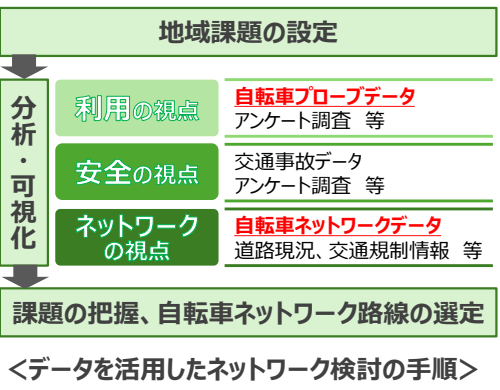 地域課題の設定
分析・可視化
利用の視点
自転車プローブデータ
アンケート調査 等
安全の視点
交通事故データ
アンケート調査 等
ネットワーク
の視点
自転車ネットワークデータ
道路現況、交通規制情報 等
課題の把握、自転車ネットワーク路線の選定
<データを活用したネットワーク検討の手順>